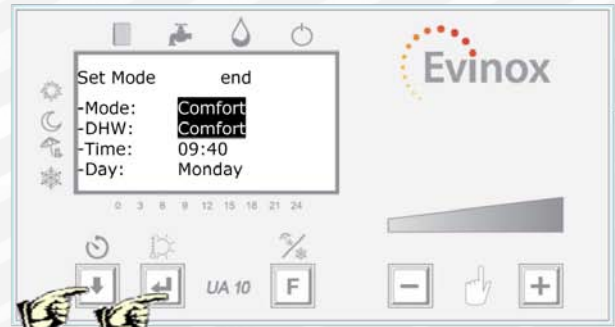 Set Mode end
Evinox
-Mode: Comfort
-DHW: Comfort
-Time: 09:40
-Day: Monday
0 3 6 9 12 15 18 21 24
UA 10
F